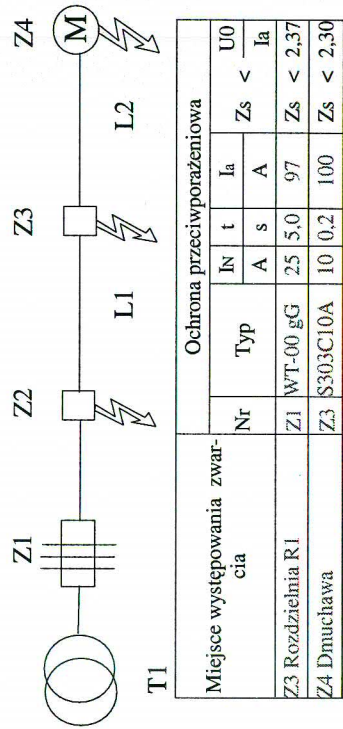 Z1 Z2 Z3 Z4
M
T1 L1 L2
Miejsce występowania zwar-
cia
Ochrona przeciwporażeniowa
Nr Typ IN t Ia Zs < U0
A s A Ia
Z3 Rozdzielnia R1 Z1 WT-00 gG 25 5,0 97 Zs < 2,37
Z4 Dmuchawa Z3 S303C10A 10 0,2 100 Zs < 2,30